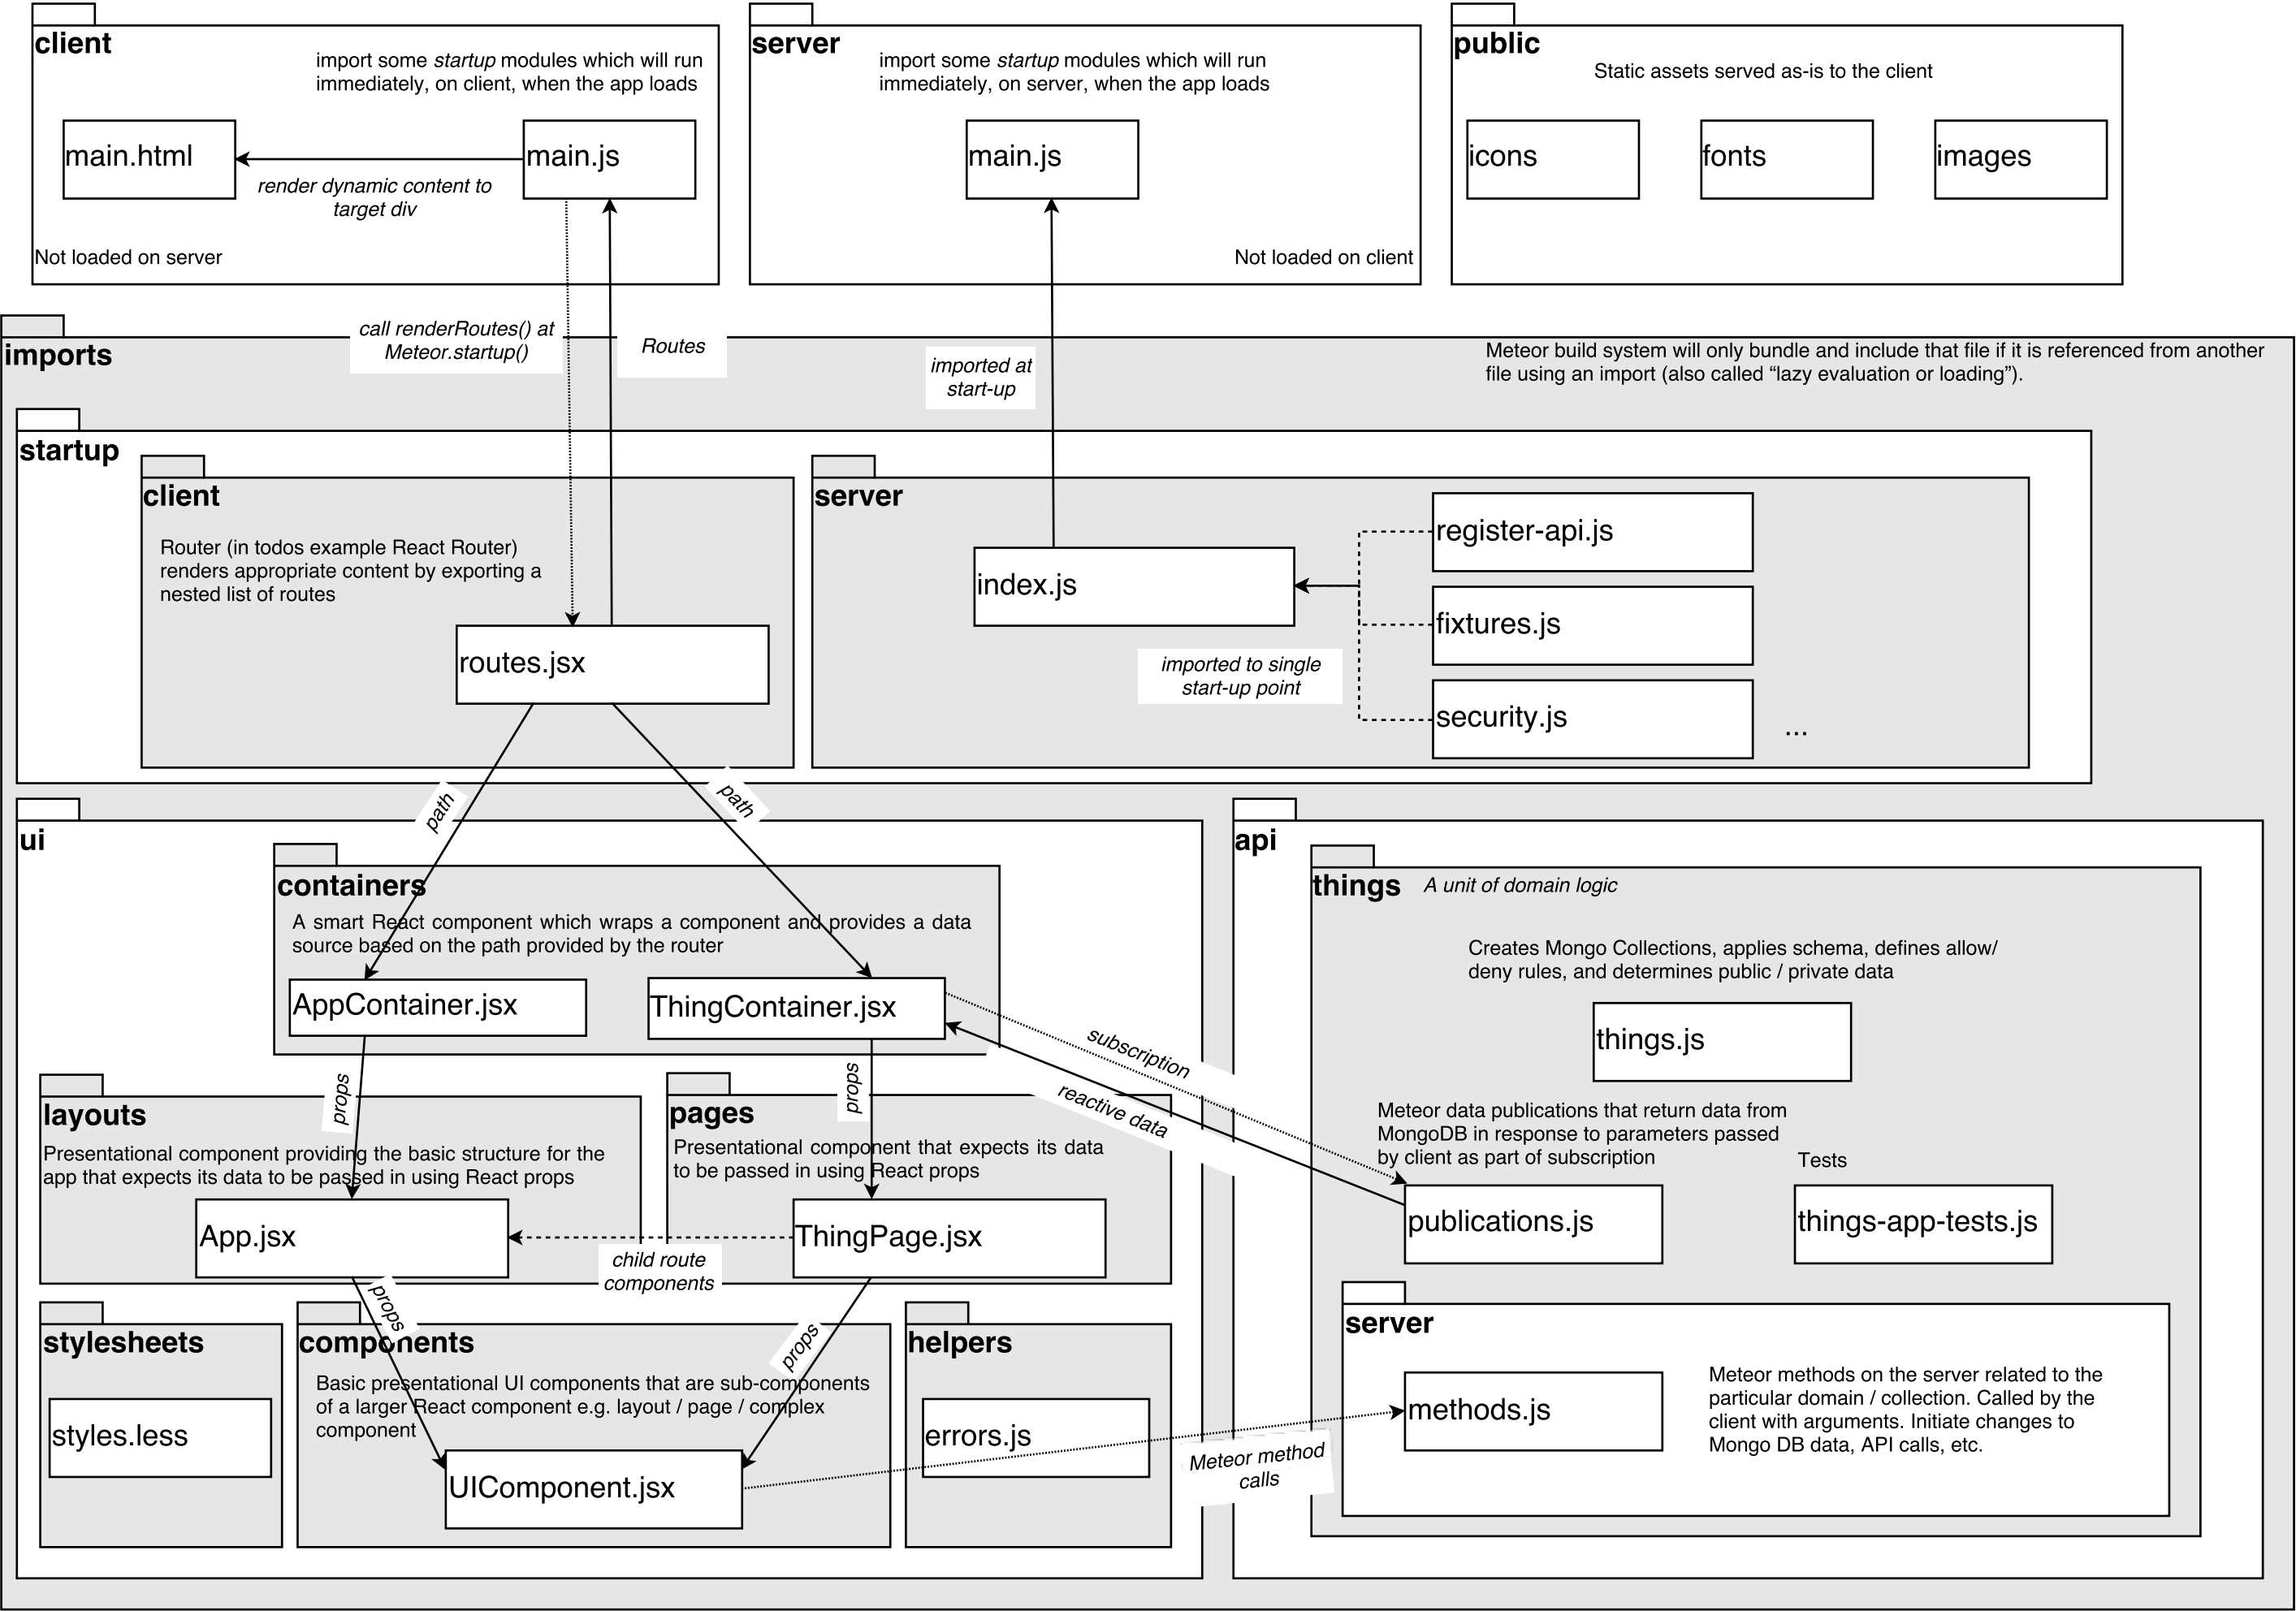 client
import some startup modules which will run
immediately, on client, when the app loads
main.html
main.js
render dynamic content to
target div
Not loaded on server
server
import some startup modules which will run
immediately, on server, when the app loads
main.js
Not loaded on client
public
Static assets served as-is to the client
icons
fonts
images
imports
call renderRoutes() at
Meteor.startup()
Routes
imported at
start-up
Meteor build system will only bundle and include that file if it is referenced from another
file using an import (also called “lazy evaluation or loading”).
startup
client
Router (in todos example React Router)
renders appropriate content by exporting a
nested list of routes
routes.jsx
server
index.js
register-api.js
fixtures.js
security.js
...
imported to single
start-up point
path
path
ui
containers
A smart React component which wraps a component and provides a data
source based on the path provided by the router
AppContainer.jsx
ThingContainer.jsx
props
props
subscription
reactive data
layouts
Presentational component providing the basic structure for the
app that expects its data to be passed in using React props
App.jsx
pages
Presentational component that expects its data
to be passed in using React props
ThingPage.jsx
child route
components
props
props
stylesheets
styles.less
components
Basic presentational UI components that are sub-components
of a larger React component e.g. layout / page / complex
component
UIComponent.jsx
helpers
errors.js
Meteor method
calls
api
things
A unit of domain logic
Creates Mongo Collections, applies schema, defines allow/
deny rules, and determines public / private data
things.js
Meteor data publications that return data from
MongoDB in response to parameters passed
by client as part of subscription
publications.js
Tests
things-app-tests.js
server
methods.js
Meteor methods on the server related to the
particular domain / collection. Called by the
client with arguments. Initiate changes to
Mongo DB data, API calls, etc.